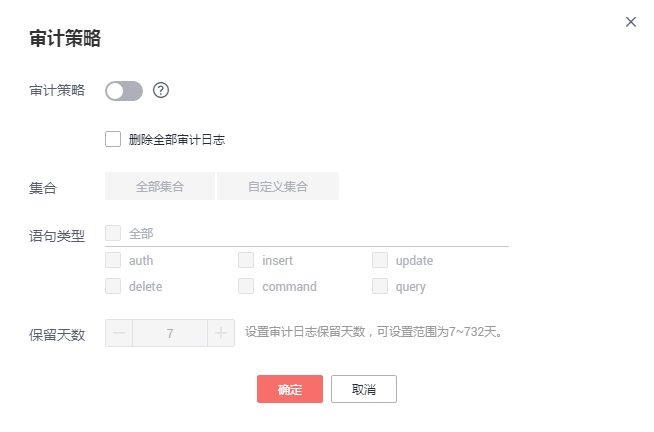 审计策略
审计策略
删除全部审计日志
集合 全部集合 自定义集合
语句类型 全部
auth insert update
delete command query
保留天数 7 设置审计日志保留天数，可设置范围为7~732天。
确定 取消